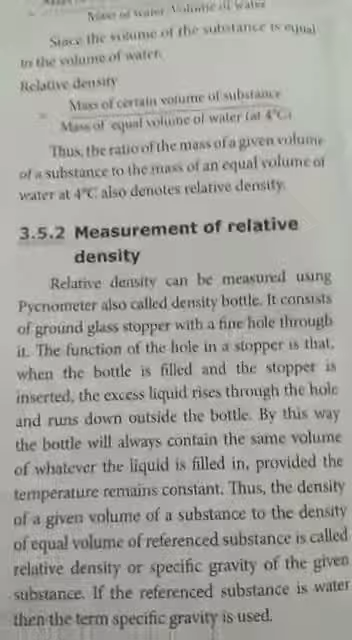 Mass of water / Volume of water
Since the volume of the substance is equal
to the volume of water,
Relative density
= Mass of certain volume of substance
Mass of equal volume of water (at 4°C)
Thus, the ratio of the mass of a given volume
of a substance to the mass of an equal volume of
water at 4°C also denotes relative density.
3.5.2 Measurement of relative
density
Relative density can be measured using
Pycnometer also called density bottle. It consists
of ground glass stopper with a fine hole through
it. The function of the hole in a stopper is that,
when the bottle is filled and the stopper is
inserted, the excess liquid rises through the hole
and runs down outside the bottle. By this way
the bottle will always contain the same volume
of whatever the liquid is filled in, provided the
temperature remains constant. Thus, the density
of a given volume of a substance to the density
of equal volume of referenced substance is called
relative density or specific gravity of the given
substance. If the referenced substance is water
then the term specific gravity is used.